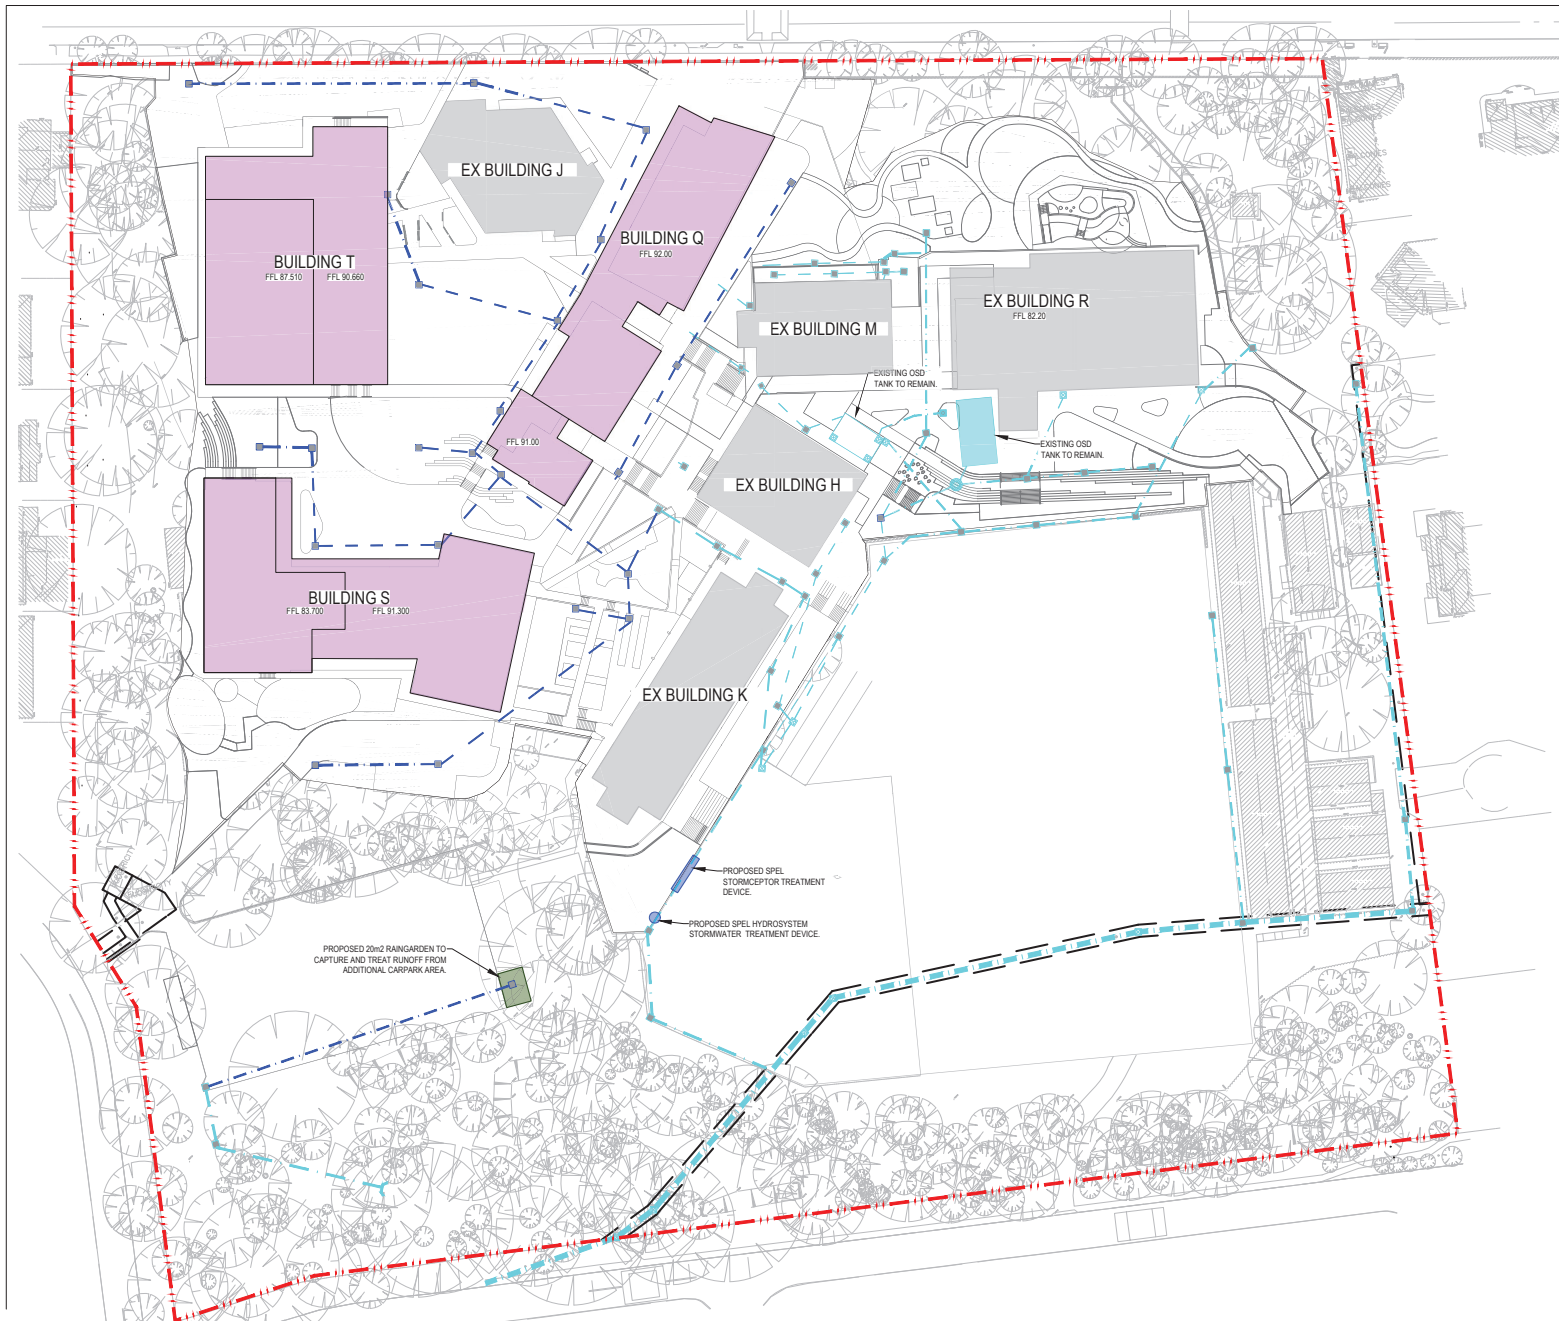 EX BUILDING J
BUILDING Q
FFL 92.00
BUILDING T
FFL 87.510 FFL 90.660
EX BUILDING R
FFL 82.20
EX BUILDING M
EXISTING OSD
TANK TO REMAIN.
FFL 91.00
EXISTING OSD
TANK TO REMAIN.
EX BUILDING H
BUILDING S
FFL 83.700 FFL 91.300
EX BUILDING K
PROPOSED SPEL
STORMCEPTOR TREATMENT
DEVICE.
PROPOSED SPEL HYDROSYSTEM
STORMWATER TREATMENT DEVICE.
PROPOSED 20m2 RAINGARDEN TO
CAPTURE AND TREAT RUNOFF FROM
ADDITIONAL CARPARK AREA.
BALCONIES
BALCONIES